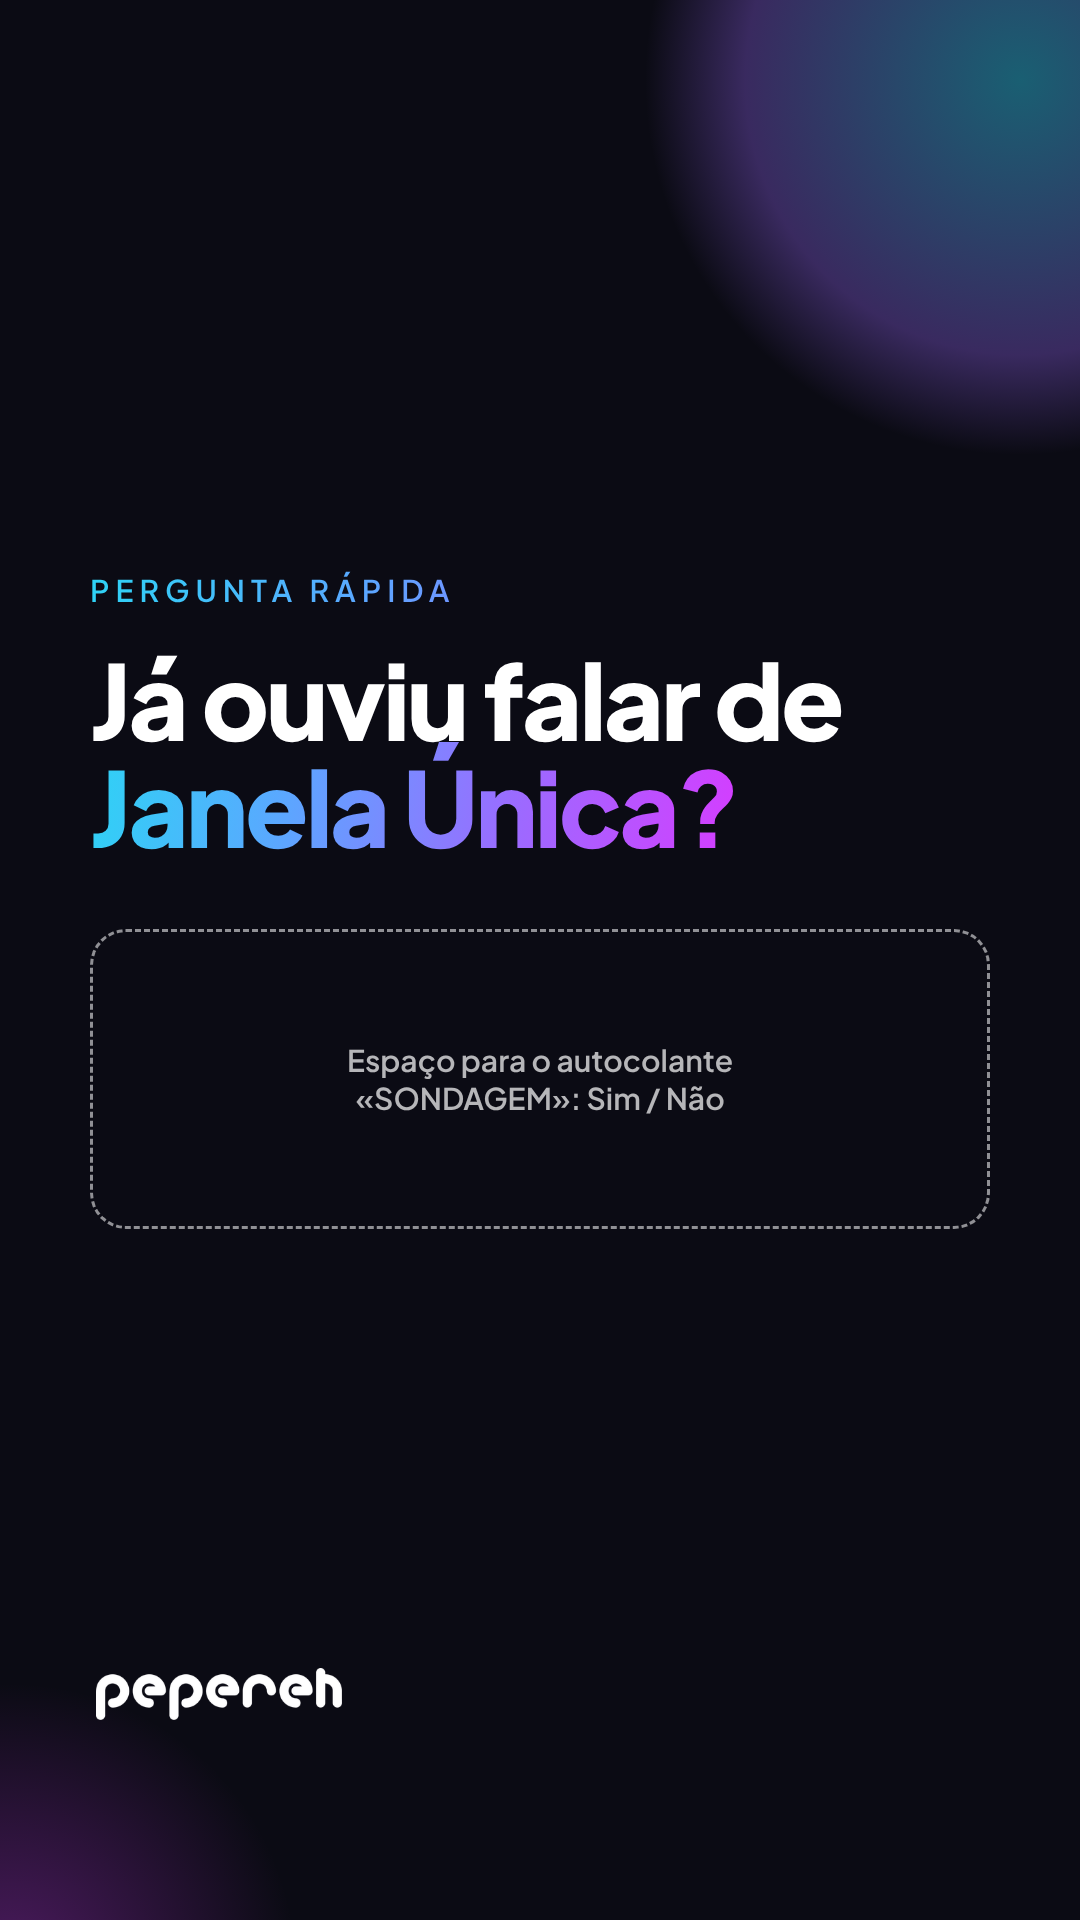 PERGUNTA RÁPIDA
Já ouviu falar de
Janela Única?
Espaço para o autocolante
«SONDAGEM»: Sim / Não
pepereh